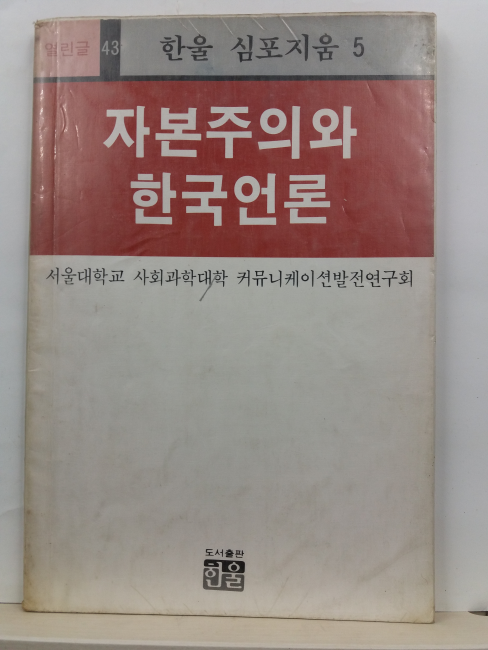 열린글 43 한울 심포지움 5
자본주의와
한국언론
서울대학교 사회과학대학 커뮤니케이션발전연구회
도서출판
한울